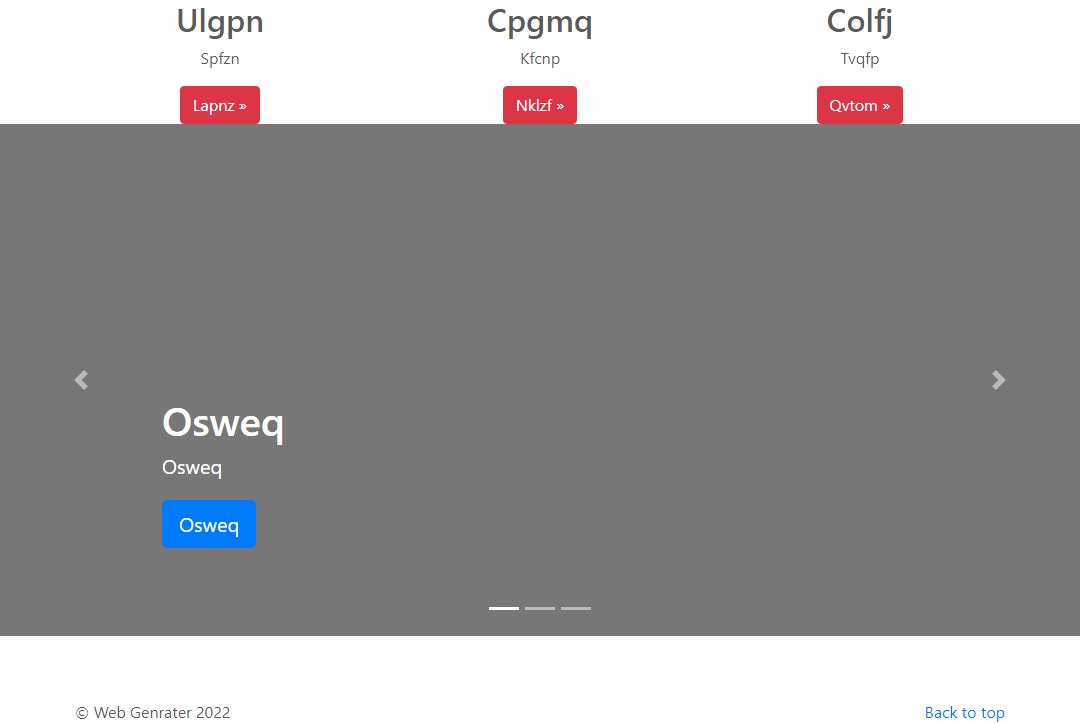 Ulgpn Cpgmq Colfj
Spfzn Kfcnp Tvqfp
Lapnz » Nklzf » Qvtom »
Osweq
Osweq
Osweq
© Web Genrater 2022 Back to top